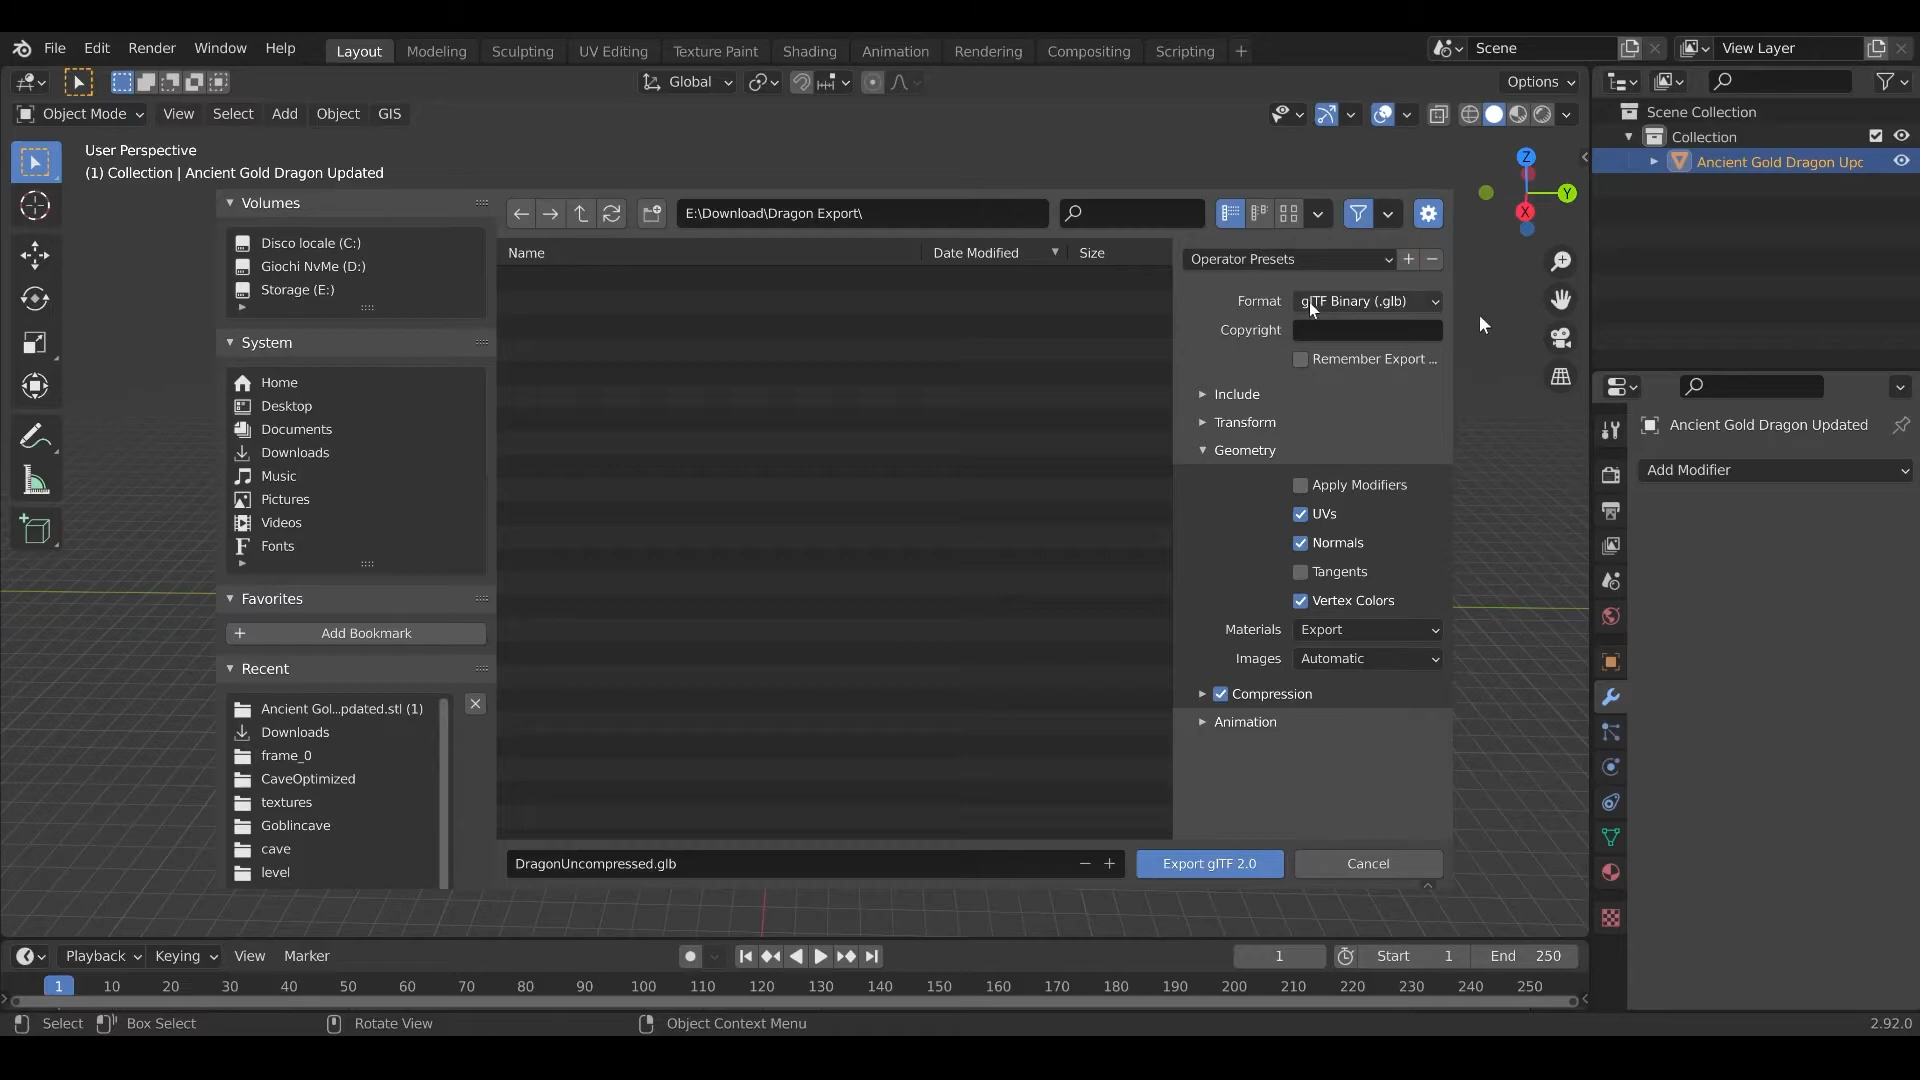 File Edit Render Window Help Layout Modeling Sculpting UV Editing Texture Paint Shading Animation Rendering Compositing Scripting + Scene View Layer
Global Options
Object Mode View Select Add Object GIS
User Perspective
(1) Collection | Ancient Gold Dragon Updated
Z
Y
X
Scene Collection
Collection
Ancient Gold Dragon Upc
Volumes
Disco locale (C:)
Giochi NvMe (D:)
Storage (E:)
System
Home
Desktop
Documents
Downloads
Music
Pictures
Videos
Fonts
Favorites
Add Bookmark
Recent
Ancient Gol...pdated.stl (1)
Downloads
frame_0
CaveOptimized
textures
Goblincave
cave
level
E:\Download\Dragon Export\
Name Date Modified Size
DragonUncompressed.glb
Operator Presets
Format glTF Binary (.glb)
Copyright
Remember Export ...
Include
Transform
Geometry
Apply Modifiers
UVs
Normals
Tangents
Vertex Colors
Materials Export
Images Automatic
Compression
Animation
Export glTF 2.0 Cancel
Ancient Gold Dragon Updated
Add Modifier
Playback Keying View Marker 1 Start 1 End 250
1 10 20 30 40 50 60 70 80 90 100 110 120 130 140 150 160 170 180 190 200 210 220 230 240 250
Select Box Select Rotate View Object Context Menu 2.92.0